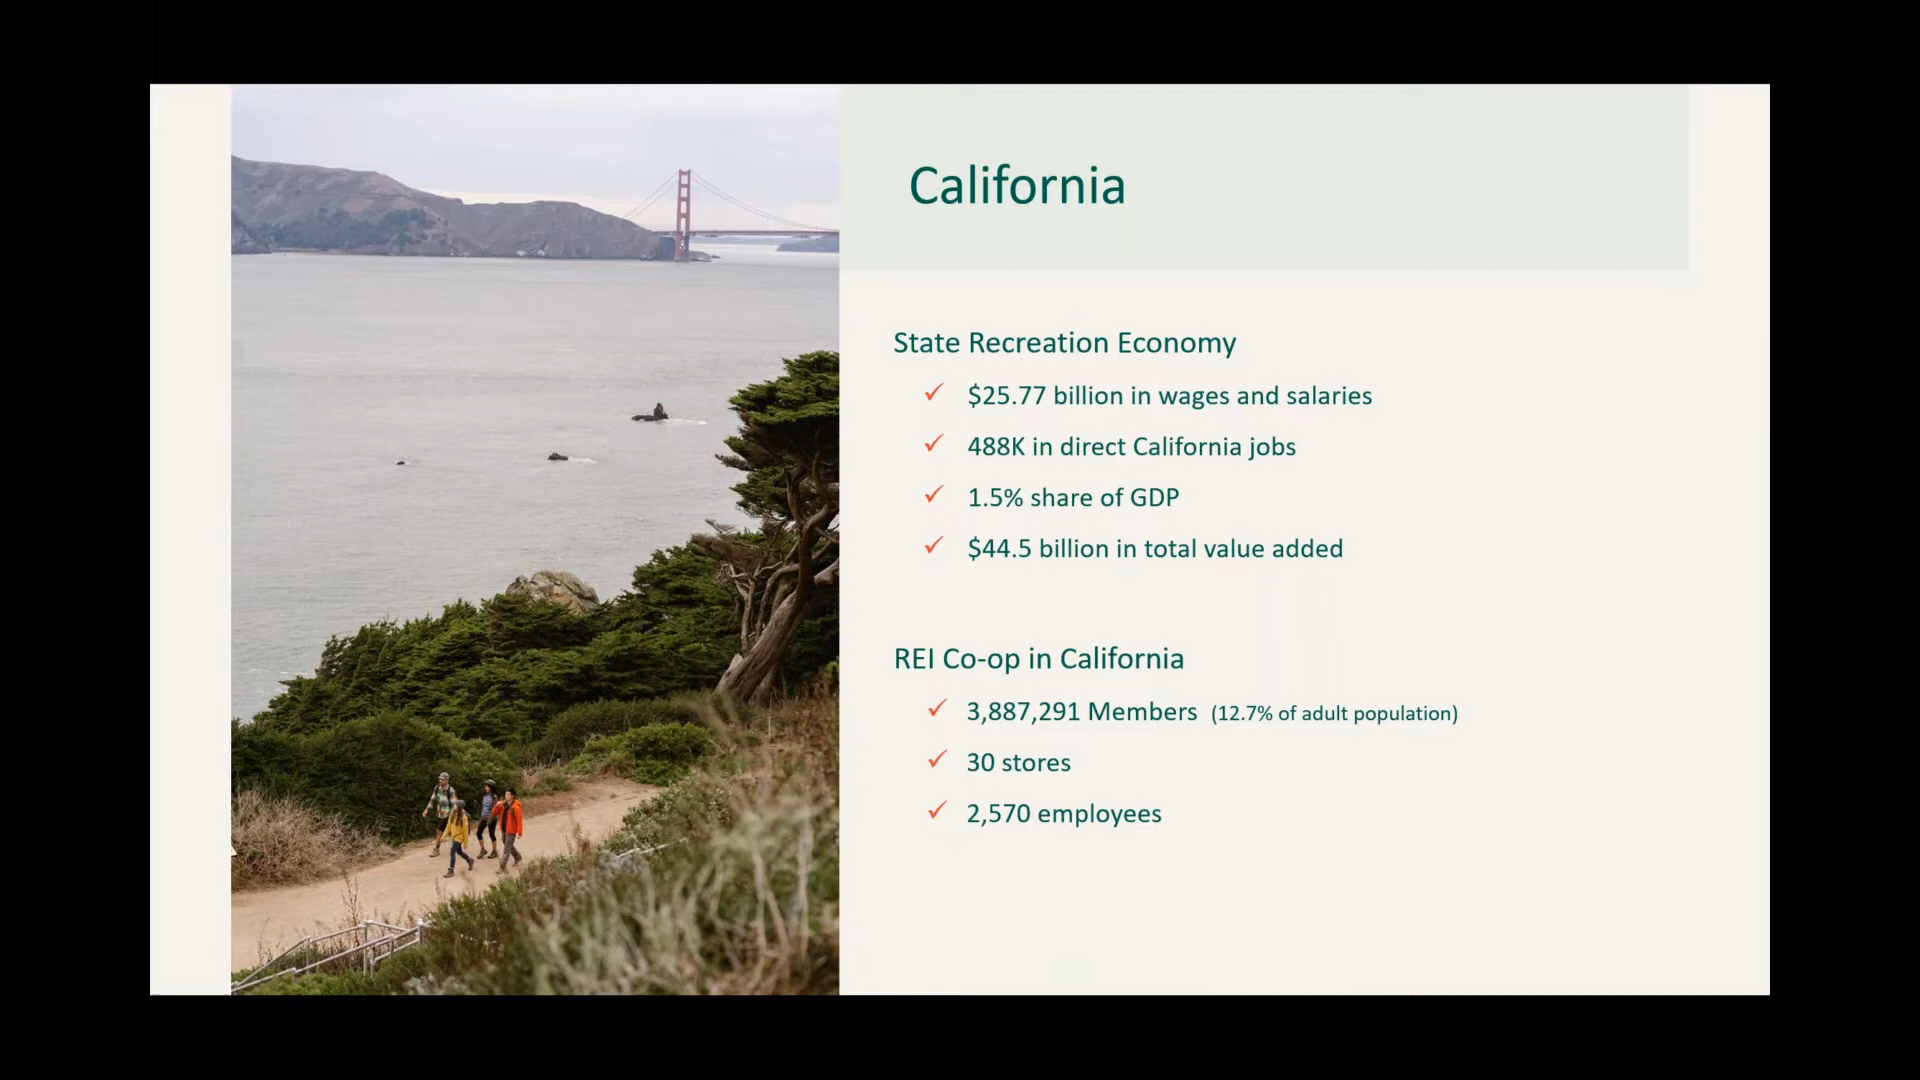 California
State Recreation Economy
✓ $25.77 billion in wages and salaries
✓ 488K in direct California jobs
✓ 1.5% share of GDP
✓ $44.5 billion in total value added
REI Co-op in California
✓ 3,887,291 Members (12.7% of adult population)
✓ 30 stores
✓ 2,570 employees